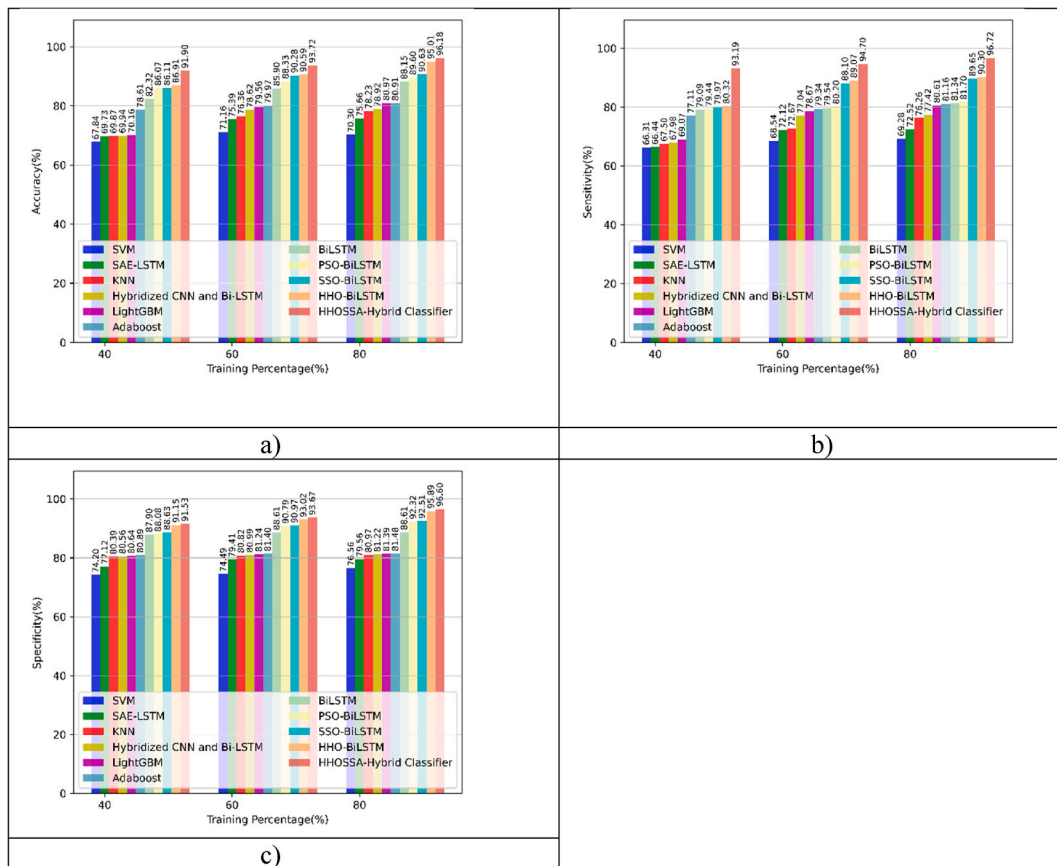 100
80
60
40
20
0
Accuracy(%)
67.84 69.73 69.87 69.94 70.16 78.61 82.32 86.07 86.11 86.91 91.90
71.16 75.39 76.36 78.62 79.56 79.97 85.90 88.33 90.28 90.59 93.72
70.30 75.66 78.23 78.92 80.97 80.91 88.15 89.60 90.63 95.01 96.18
SVM
SAE-LSTM
KNN
Hybridized CNN and Bi-LSTM
LightGBM
Adaboost
BiLSTM
PSO-BiLSTM
SSO-BiLSTM
HHO-BiLSTM
HHOSSA-Hybrid Classifier
40 60 80
Training Percentage(%)
a)
100
80
60
40
20
0
Sensitivity(%)
66.31 66.44 67.50 67.98 69.07 77.11 79.09 79.44 79.97 80.32 93.19
68.54 72.12 72.67 77.04 78.67 79.34 79.54 80.20 88.10 89.07 94.70
69.28 72.52 76.26 77.42 80.61 81.16 81.34 81.70 89.65 90.30 96.72
SVM
SAE-LSTM
KNN
Hybridized CNN and Bi-LSTM
LightGBM
Adaboost
BiLSTM
PSO-BiLSTM
SSO-BiLSTM
HHO-BiLSTM
HHOSSA-Hybrid Classifier
40 60 80
Training Percentage(%)
b)
100
80
60
40
20
0
Specificity(%)
74.20 77.12 80.39 80.56 80.64 80.89 87.90 88.08 88.63 91.15 91.53
74.49 79.41 80.82 80.99 81.24 81.40 88.61 90.79 90.97 93.02 93.67
76.56 79.56 80.97 81.22 81.39 81.48 88.61 92.32 92.51 95.89 96.60
SVM
SAE-LSTM
KNN
Hybridized CNN and Bi-LSTM
LightGBM
Adaboost
BiLSTM
PSO-BiLSTM
SSO-BiLSTM
HHO-BiLSTM
HHOSSA-Hybrid Classifier
40 60 80
Training Percentage(%)
c)